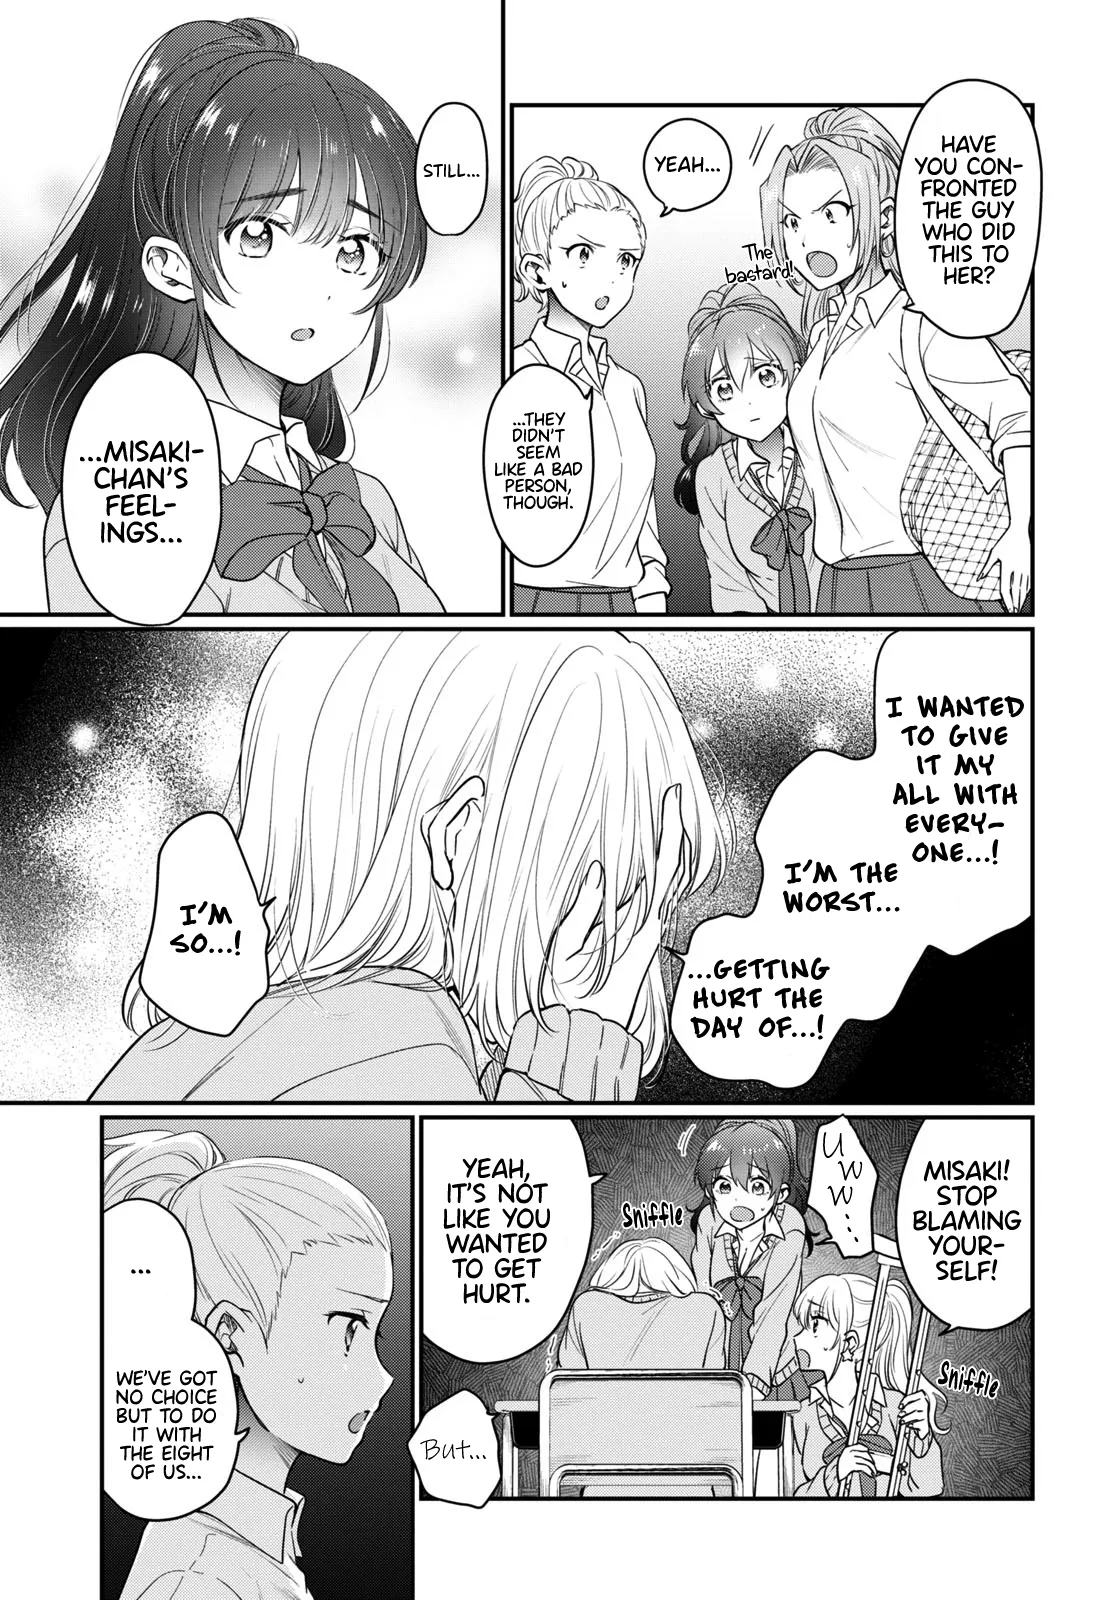 HAVE
YOU CON-
FRONTED
THE GUY
WHO DID
THIS TO
HER?
The
bastard!
YEAH...
...THEY
DIDN'T
SEEM
LIKE A BAD
PERSON,
THOUGH.
STILL...
...MISAKI-
CHAN'S
FEEL-
INGS...
I WANTED
TO GIVE
IT MY
ALL WITH
EVERY-
ONE...!
I'M THE
WORST...
...GETTING
HURT THE
DAY OF...!
I'M
SO...!
MISAKI!
STOP
BLAMING
YOUR-
SELF!
UWW...
Sniffle
Sniffle
YEAH,
IT'S NOT
LIKE YOU
WANTED
TO GET
HURT.
But...
...
WE'VE GOT
NO CHOICE
BUT TO DO
IT WITH
THE EIGHT
OF US...